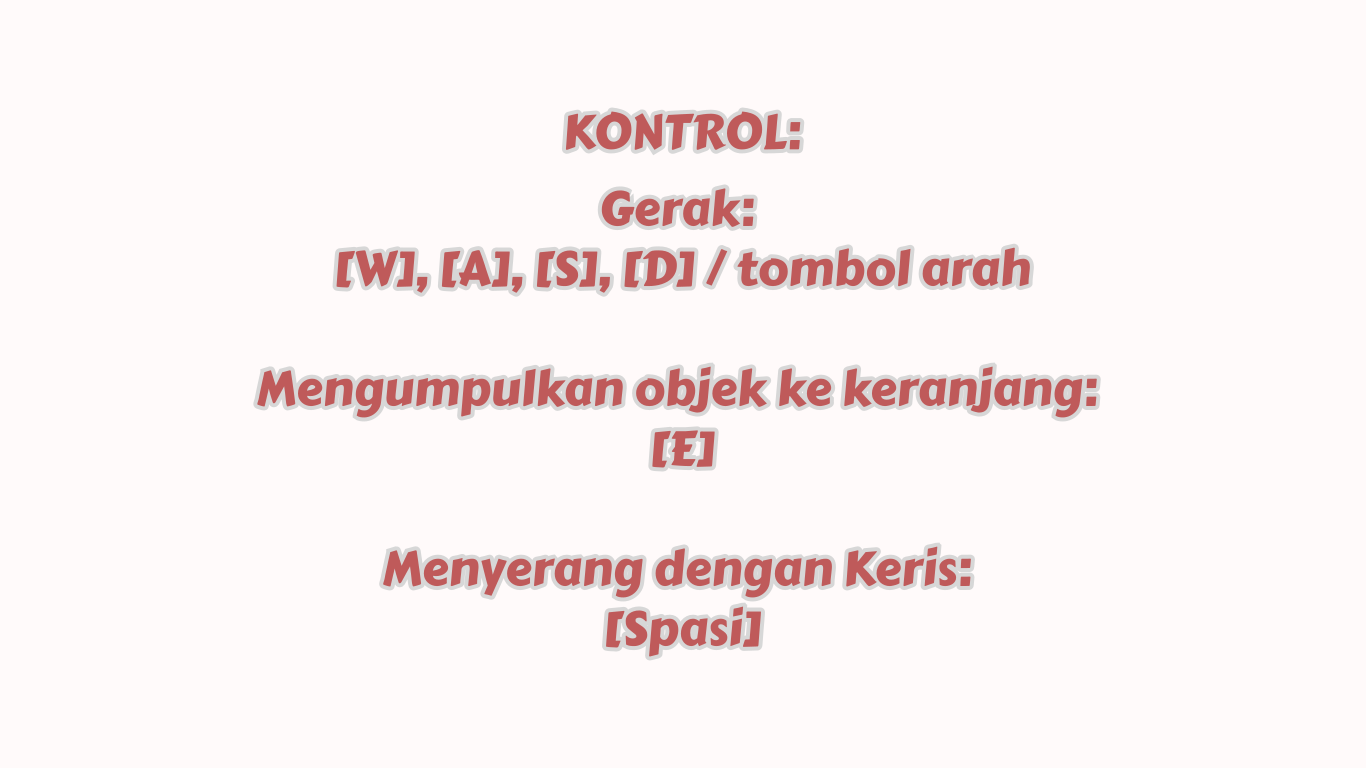 KONTROL:
Gerak:
[W], [A], [S], [D] / tombol arah
Mengumpulkan objek ke keranjang:
[E]
Menyerang dengan Keris:
[Spasi]